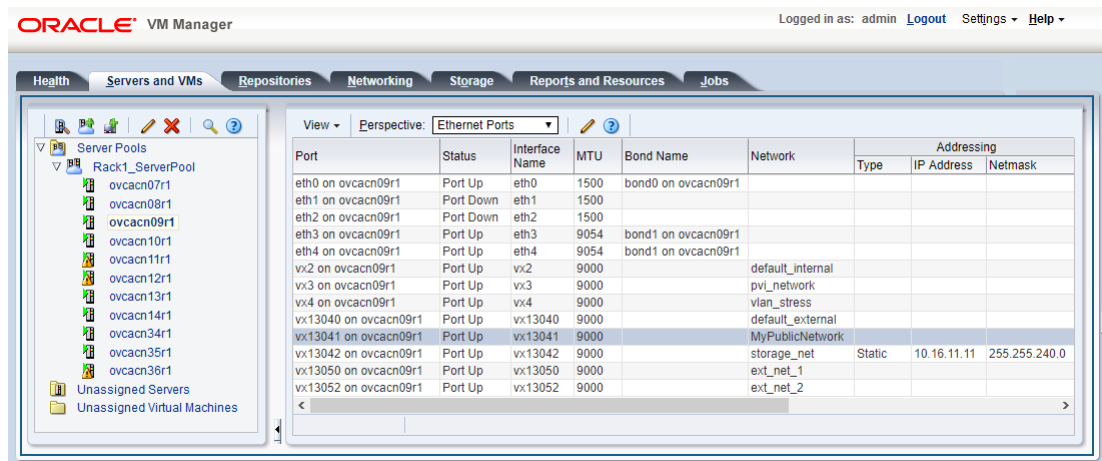 ORACLE VM Manager
Logged in as: admin Logout Settings Help
Health Servers and VMs Repositories Networking Storage Reports and Resources Jobs
Server Pools
Rack1_ServerPool
ovcacn07r1
ovcacn08r1
ovcacn09r1
ovcacn10r1
ovcacn11r1
ovcacn12r1
ovcacn13r1
ovcacn14r1
ovcacn34r1
ovcacn35r1
ovcacn36r1
Unassigned Servers
Unassigned Virtual Machines
View Perspective: Ethernet Ports
Port Status Interface Name MTU Bond Name Network Addressing
Type IP Address Netmask
eth0 on ovcacn09r1 Port Up eth0 1500 bond0 on ovcacn09r1
eth1 on ovcacn09r1 Port Down eth1 1500
eth2 on ovcacn09r1 Port Down eth2 1500
eth3 on ovcacn09r1 Port Up eth3 9054 bond1 on ovcacn09r1
eth4 on ovcacn09r1 Port Up eth4 9054 bond1 on ovcacn09r1
vx2 on ovcacn09r1 Port Up vx2 9000 default_internal
vx3 on ovcacn09r1 Port Up vx3 9000 pvi_network
vx4 on ovcacn09r1 Port Up vx4 9000 vlan_stress
vx13040 on ovcacn09r1 Port Up vx13040 9000 default_external
vx13041 on ovcacn09r1 Port Up vx13041 9000 MyPublicNetwork
vx13042 on ovcacn09r1 Port Up vx13042 9000 storage_net Static 10.16.11.11 255.255.240.0
vx13050 on ovcacn09r1 Port Up vx13050 9000 ext_net_1
vx13052 on ovcacn09r1 Port Up vx13052 9000 ext_net_2